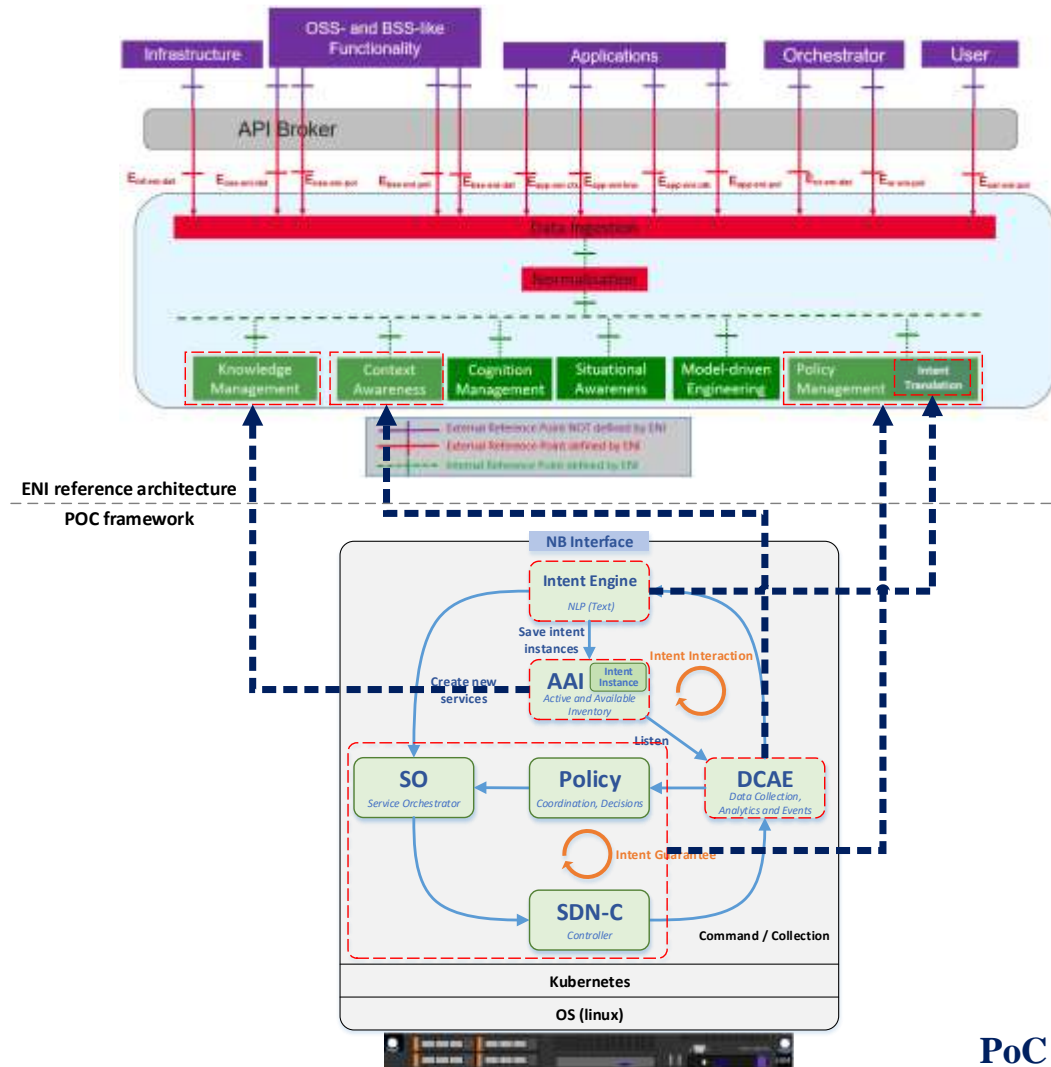 OSS- and BSS-like
Functionality
Infrastructure
Applications
Orchestrator
User
API Broker
Data Ingestion
Normalisation
Knowledge
Management
Context
Awareness
Cognition
Management
Situational
Awareness
Model-driven
Engineering
Policy
Management
Intent
Translation
External Reference Point NOT defined by ENI
External Reference Point defined by ENI
Internal Reference Point defined by ENI
ENI reference architecture
POC framework
NB Interface
Intent Engine
NLP (Text)
Save intent
instances
Intent Interaction
AAI
Intent
Instance
Active and Available
Inventory
Create new
services
Listen
SO
Service Orchestrator
Policy
Coordination, Decisions
DCAE
Data Collection,
Analytics and Events
Intent Guarantee
SDN-C
Controller
Command / Collection
Kubernetes
OS (linux)
PoC